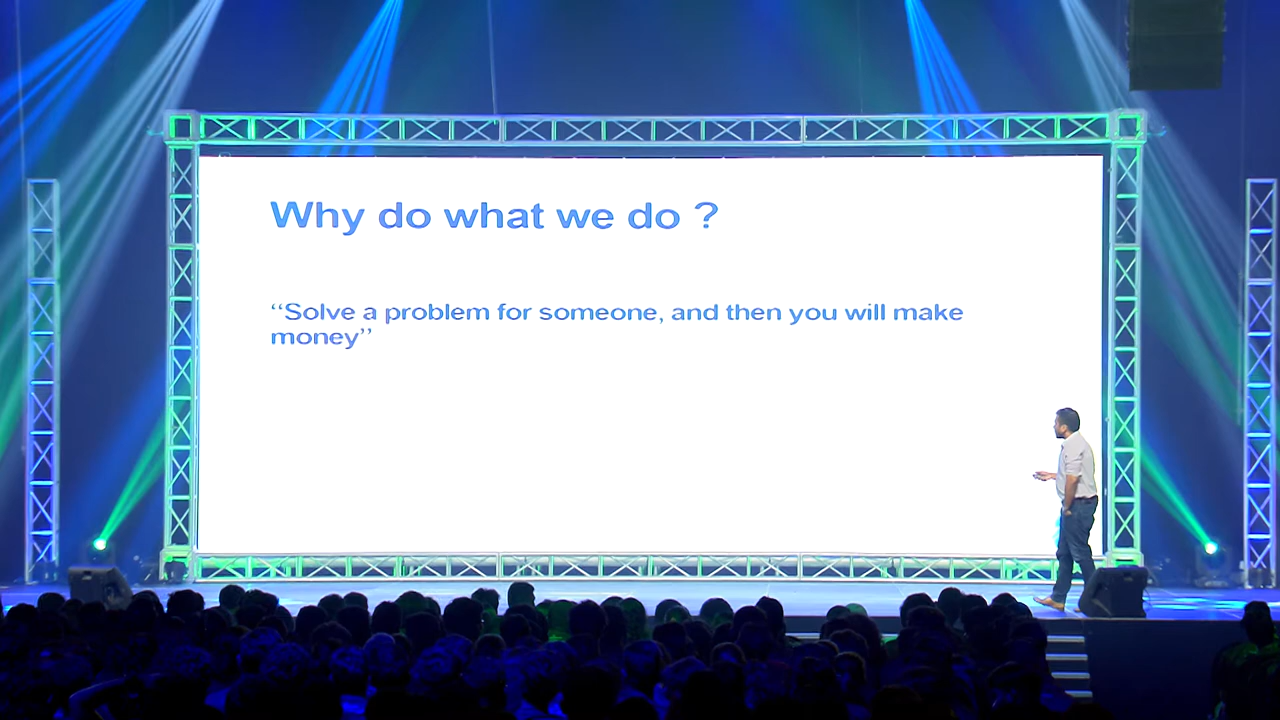 Why do what we do ?
“Solve a problem for someone, and then you will make
money”